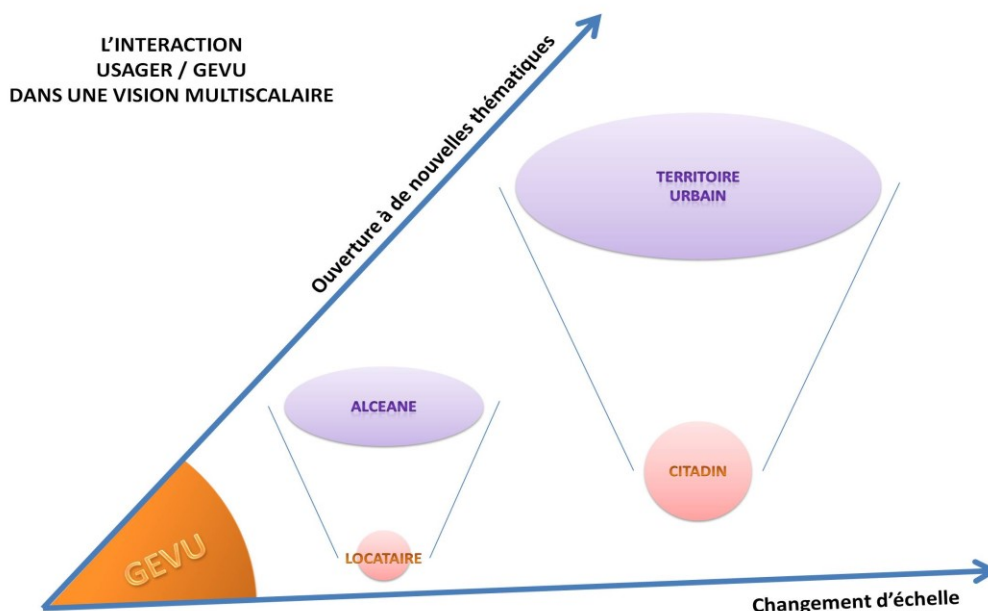 L'INTERACTION
USAGER / GEVU
DANS UNE VISION MULTISCALAIRE
Ouverture à de nouvelles thématiques
TERRITOIRE
URBAIN
ALCEANE
CITADIN
LOCATAIRE
GEVU
Changement d'échelle